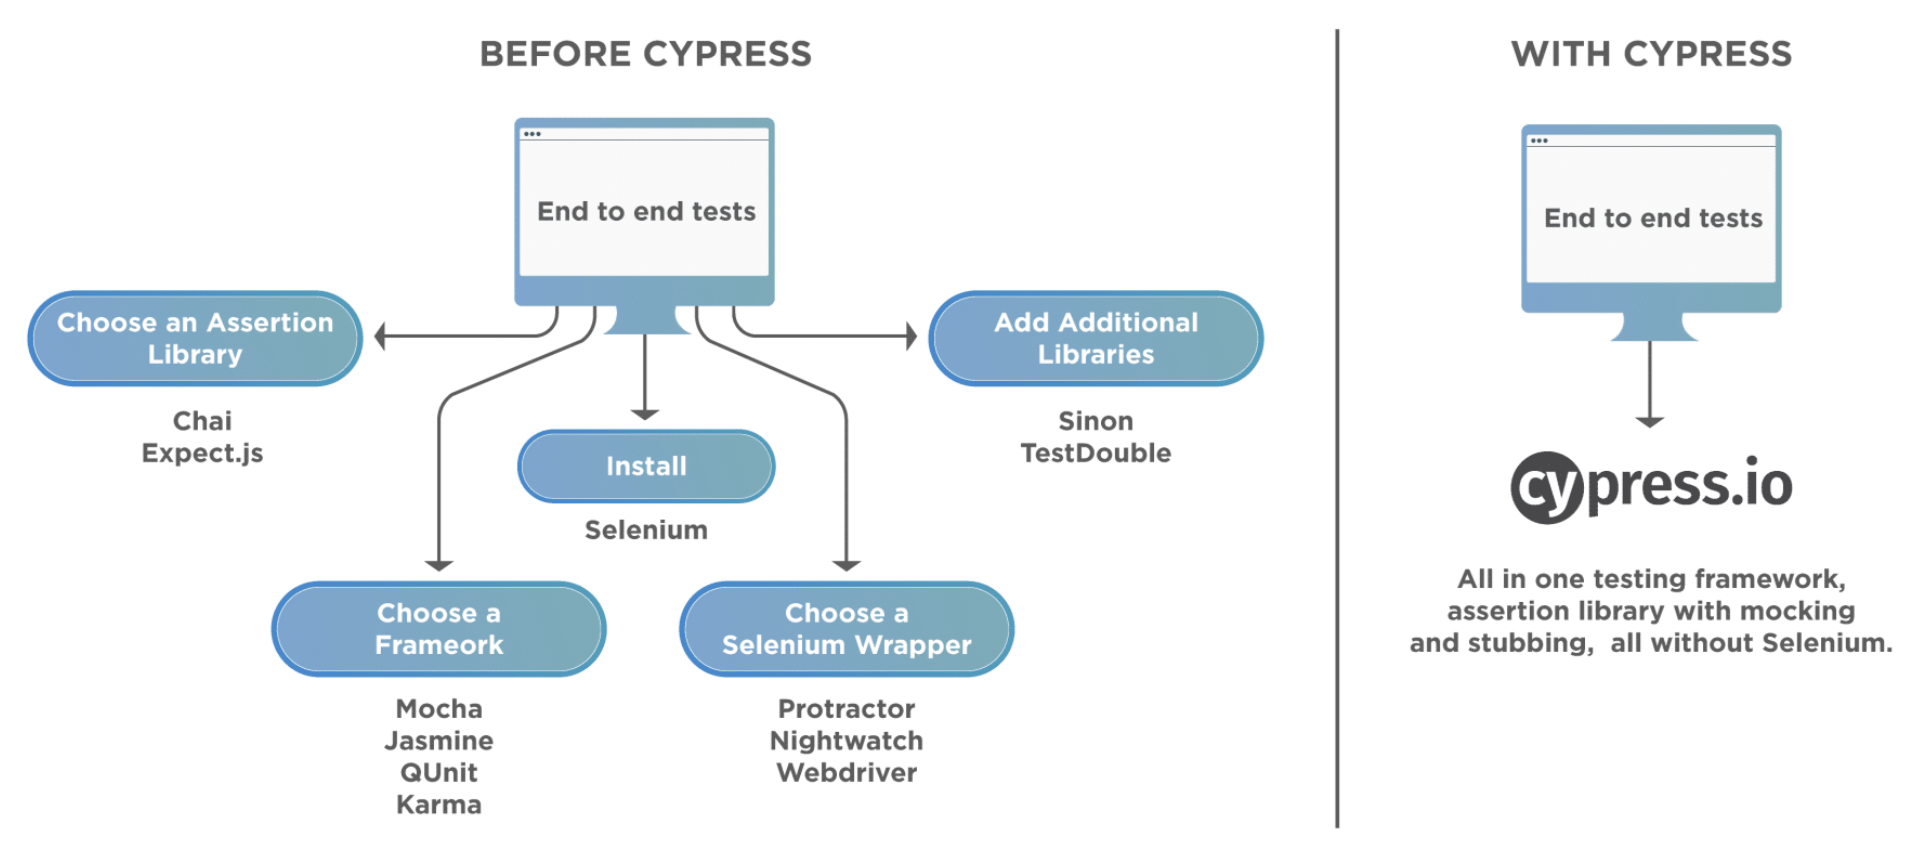 BEFORE CYPRESS
End to end tests
Choose an Assertion
Library
Chai
Expect.js
Choose a
Frameork
Mocha
Jasmine
QUnit
Karma
Install
Selenium
Choose a
Selenium Wrapper
Protractor
Nightwatch
Webdriver
Add Additional
Libraries
Sinon
TestDouble
WITH CYPRESS
End to end tests
cypress.io
All in one testing framework,
assertion library with mocking
and stubbing,  all without Selenium.